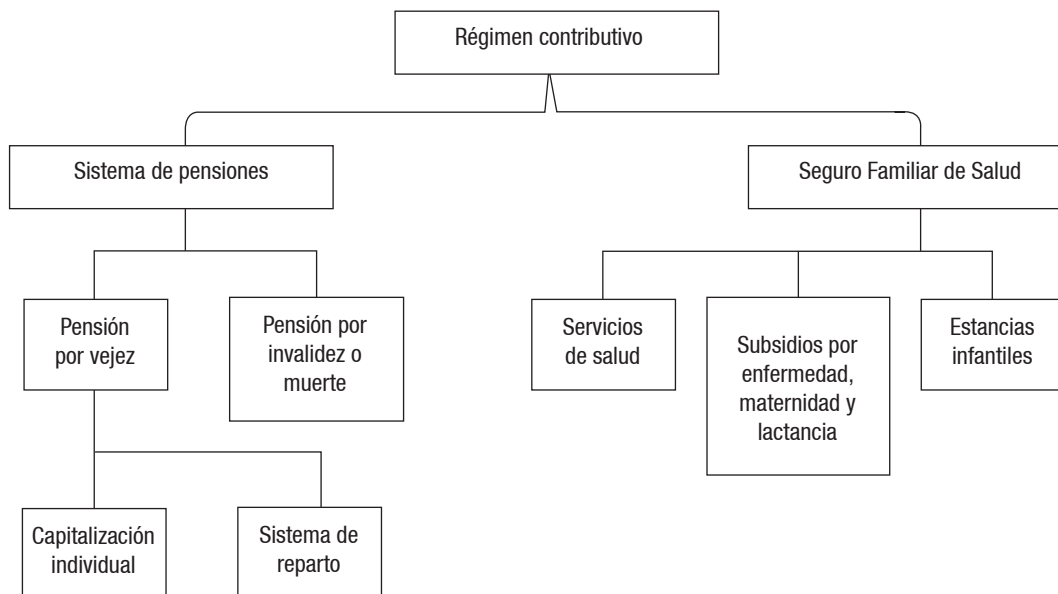 Régimen contributivo
Sistema de pensiones
Seguro Familiar de Salud
Pensión
por vejez
Pensión por
invalidez o
muerte
Servicios
de salud
Subsidios por
enfermedad,
maternidad y
lactancia
Estancias
infantiles
Capitalización
individual
Sistema de
reparto